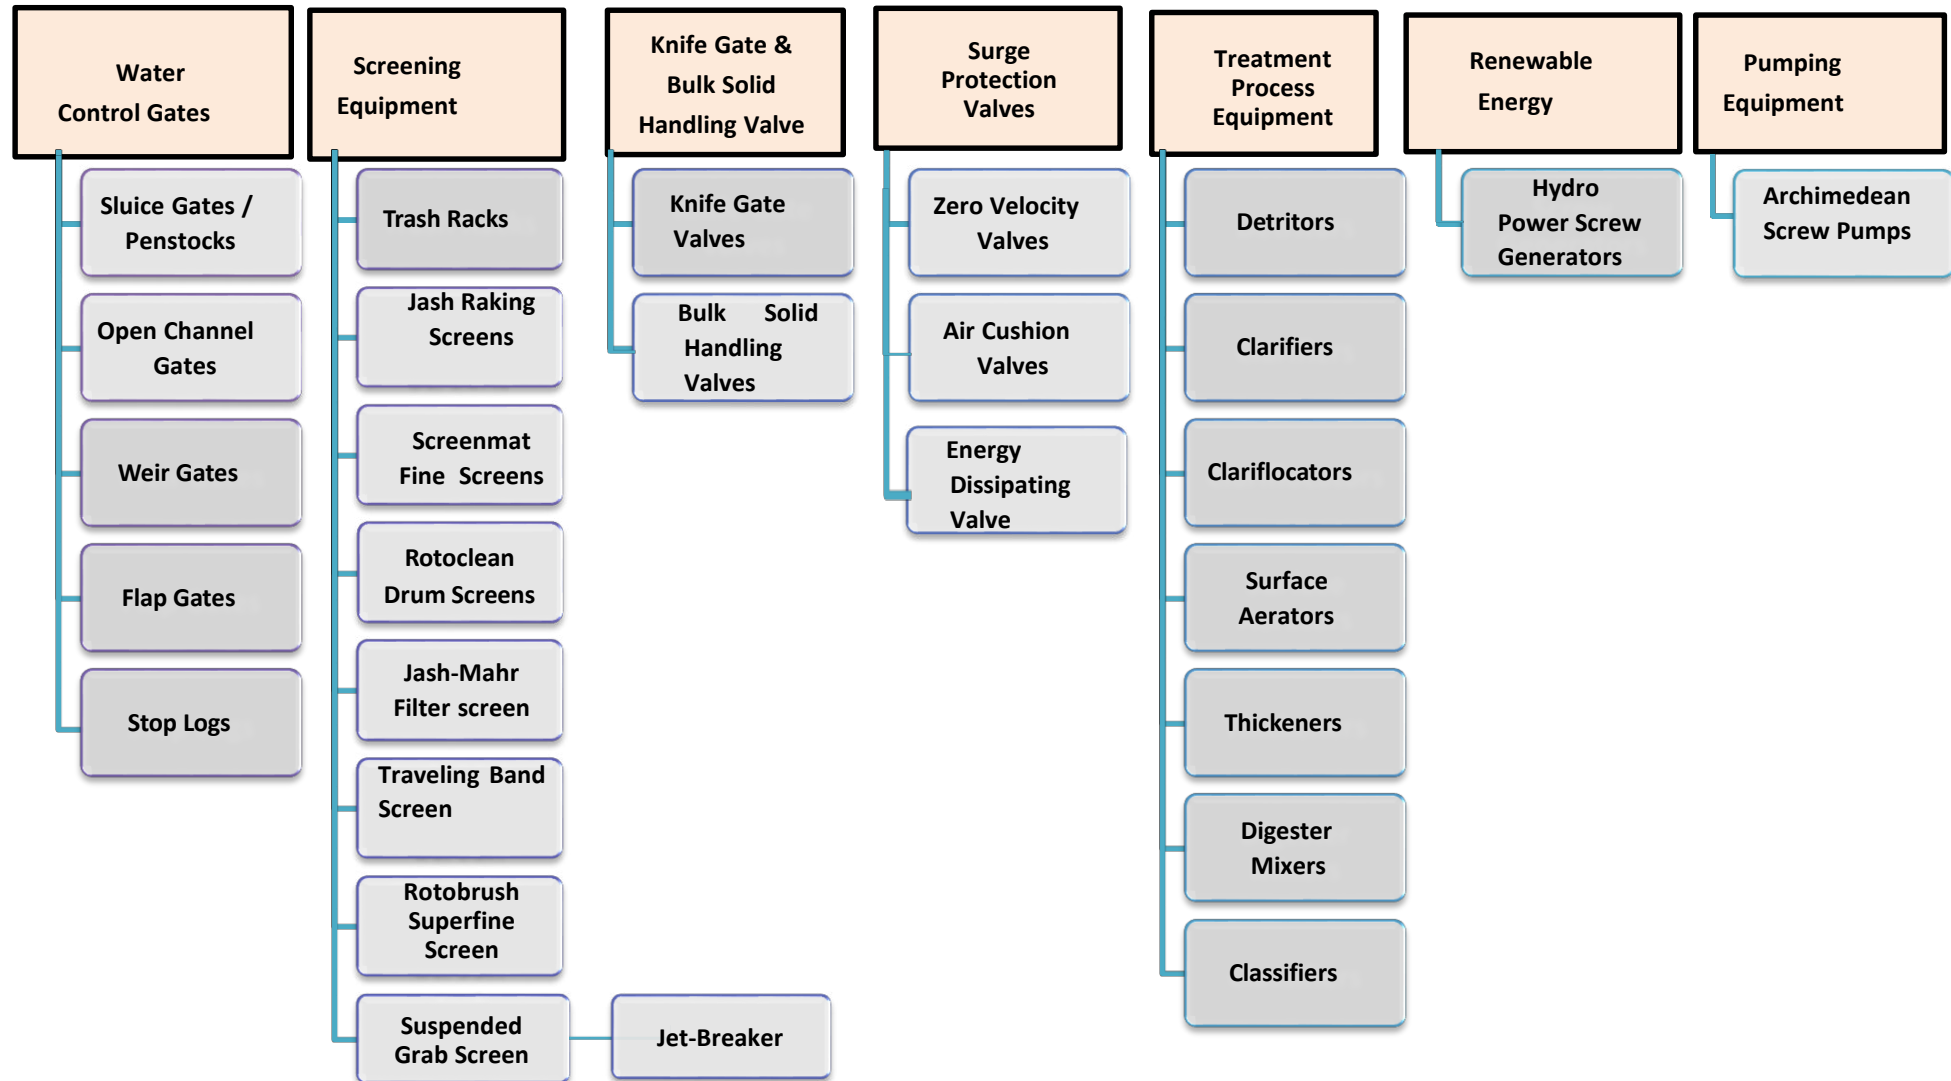 Water
Control Gates
Sluice Gates /
Penstocks
Open Channel
Gates
Weir Gates
Flap Gates
Stop Logs
Screening
Equipment
Trash Racks
Jash Raking
Screens
Screenmat
Fine Screens
Rotoclean
Drum Screens
Jash-Mahr
Filter screen
Traveling Band
Screen
Rotobrush
Superfine
Screen
Suspended
Grab Screen
Jet-Breaker
Knife Gate &
Bulk Solid
Handling Valve
Knife Gate
Valves
Bulk Solid
Handling
Valves
Surge
Protection
Valves
Zero Velocity
Valves
Air Cushion
Valves
Energy
Dissipating
Valve
Treatment
Process
Equipment
Detritors
Clarifiers
Clariflocators
Surface
Aerators
Thickeners
Digester
Mixers
Classifiers
Renewable
Energy
Hydro
Power Screw
Generators
Pumping
Equipment
Archimedean
Screw Pumps